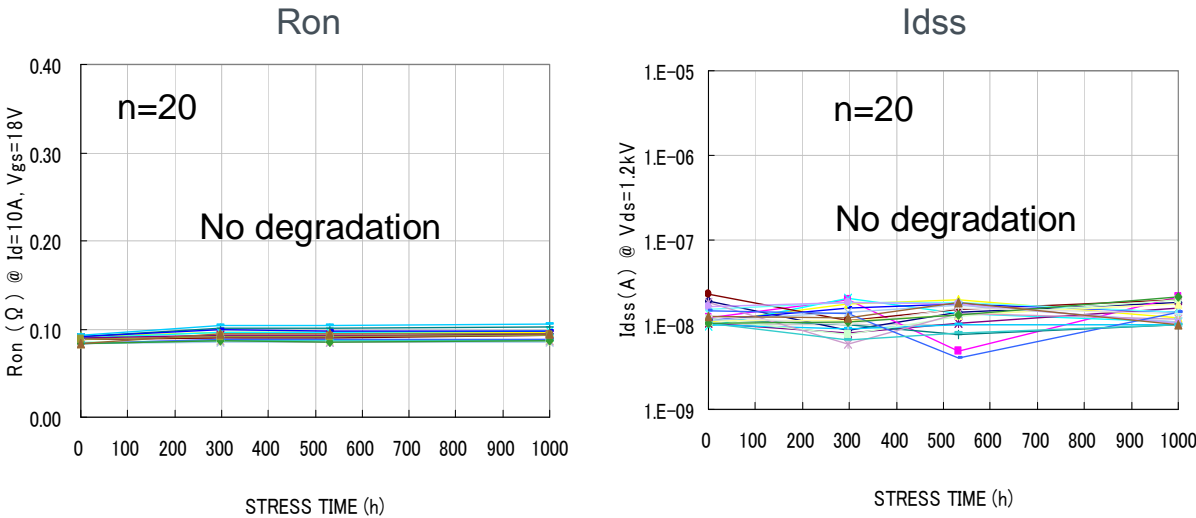 Ron
Idss
0.40
0.30
0.20
0.10
0.00
n=20
No degradation
Ron (Ω) @ Id=10A, Vgs=18V
0 100 200 300 400 500 600 700 800 900 1000
STRESS TIME (h)
1.E-05
1.E-06
1.E-07
1.E-08
1.E-09
n=20
No degradation
Idss(A) @ Vds=1.2kV
0 100 200 300 400 500 600 700 800 900 1000
STRESS TIME (h)